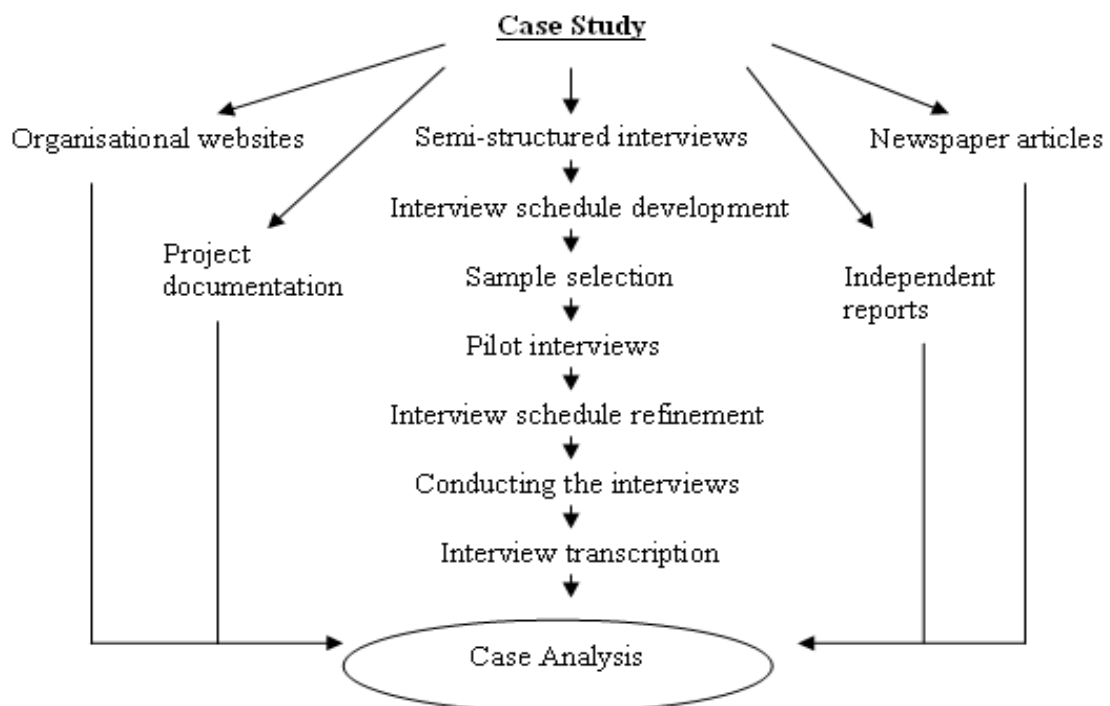 Case Study
Organisational websites
Semi-structured interviews
Newspaper articles
Interview schedule development
Project
documentation
Sample selection
Independent
reports
Pilot interviews
Interview schedule refinement
Conducting the interviews
Interview transcription
Case Analysis